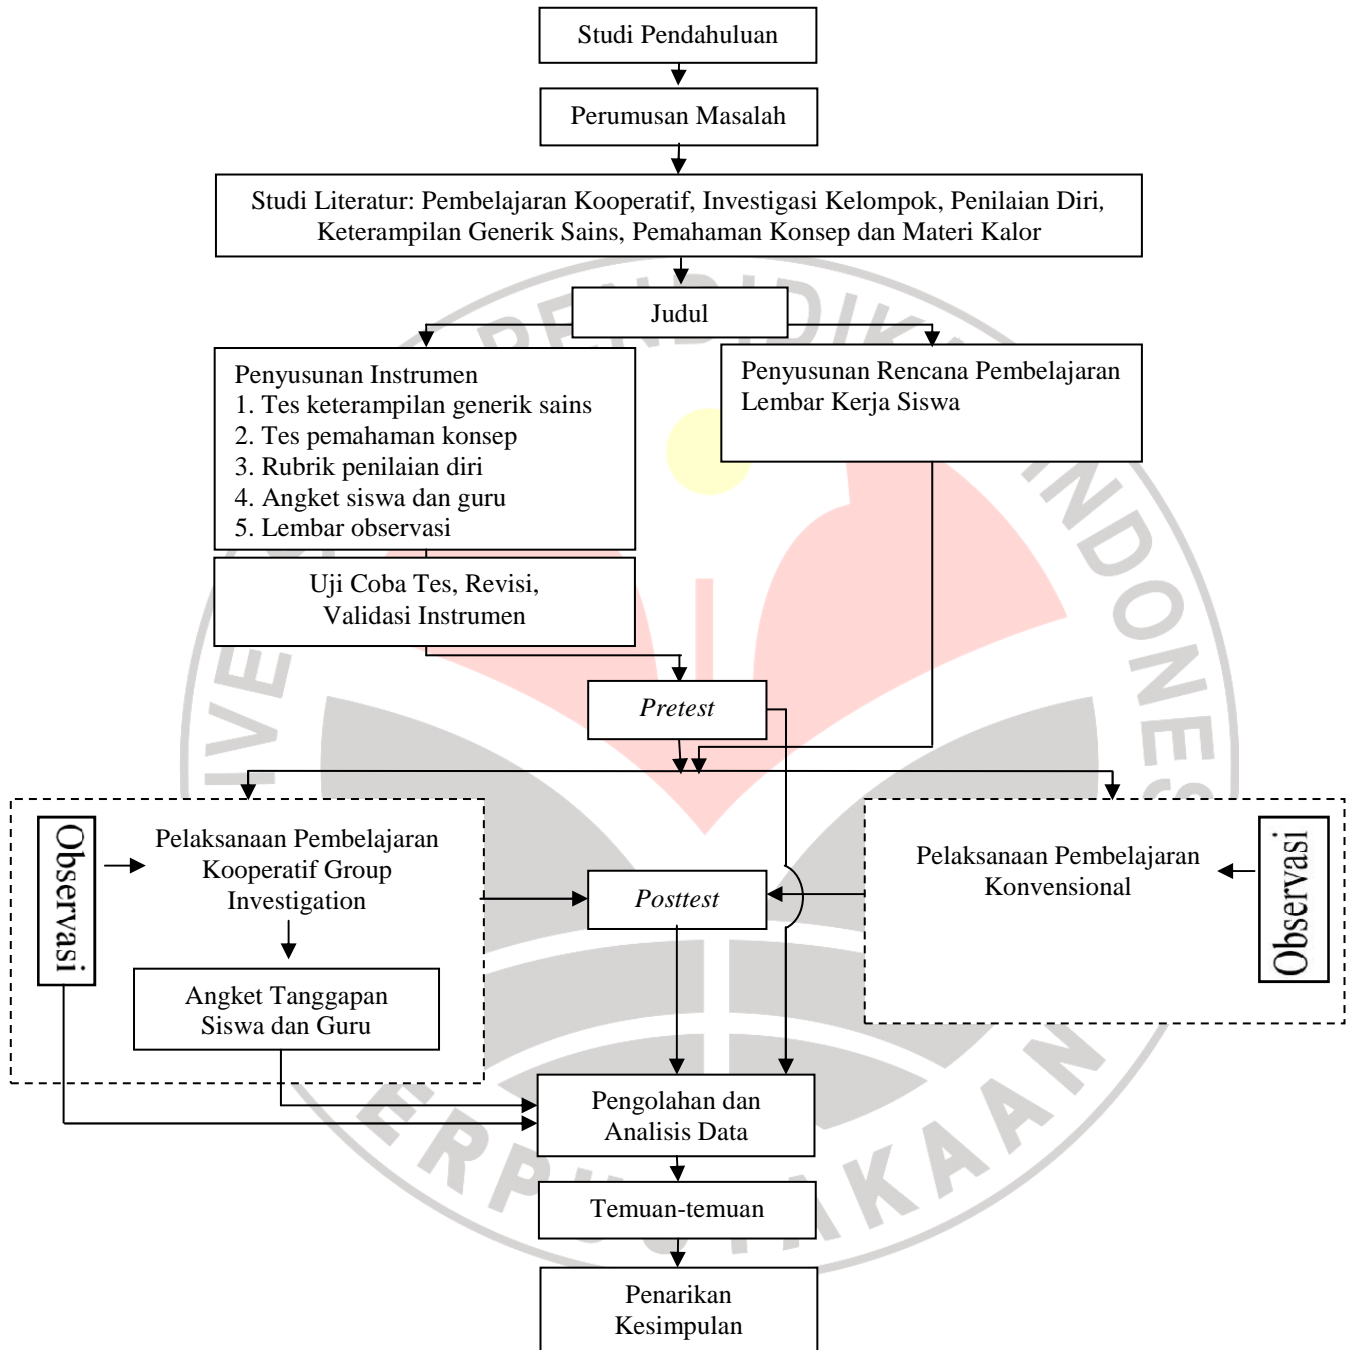 Studi Pendahuluan
Perumusan Masalah
Studi Literatur: Pembelajaran Kooperatif, Investigasi Kelompok, Penilaian Diri,
Keterampilan Generik Sains, Pemahaman Konsep dan Materi Kalor
Judul
Penyusunan Instrumen
1. Tes keterampilan generik sains
2. Tes pemahaman konsep
3. Rubrik penilaian diri
4. Angket siswa dan guru
5. Lembar observasi
Penyusunan Rencana Pembelajaran
Lembar Kerja Siswa
Uji Coba Tes, Revisi,
Validasi Instrumen
Pretest
Observasi
Pelaksanaan Pembelajaran
Kooperatif Group
Investigation
Angket Tanggapan
Siswa dan Guru
Posttest
Pelaksanaan Pembelajaran
Konvensional
Observasi
Pengolahan dan
Analisis Data
Temuan-temuan
Penarikan
Kesimpulan